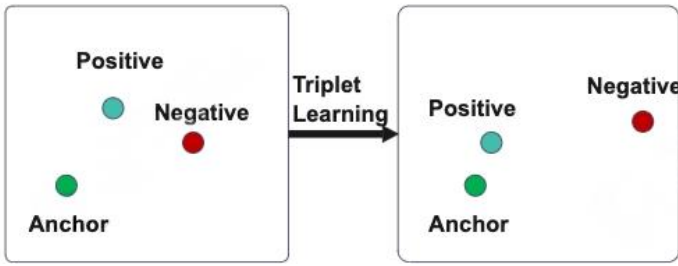 Positive
Negative
Anchor
Triplet
Learning
Negative
Positive
Anchor